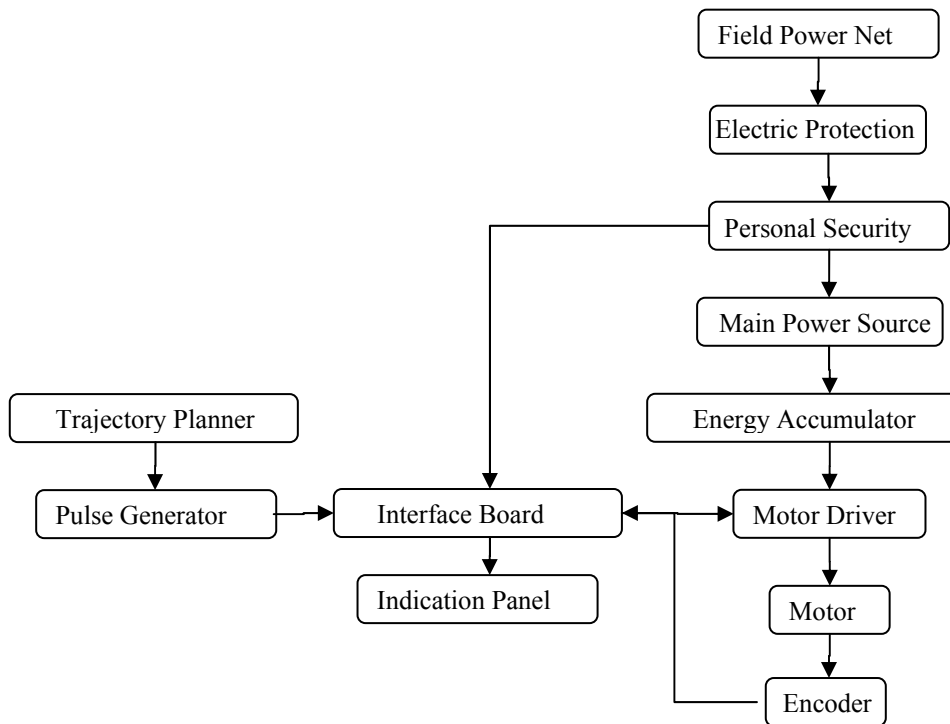 Field Power Net
Electric Protection
Personal Security
Main Power Source
Trajectory Planner
Energy Accumulator
Pulse Generator
Interface Board
Motor Driver
Indication Panel
Motor
Encoder